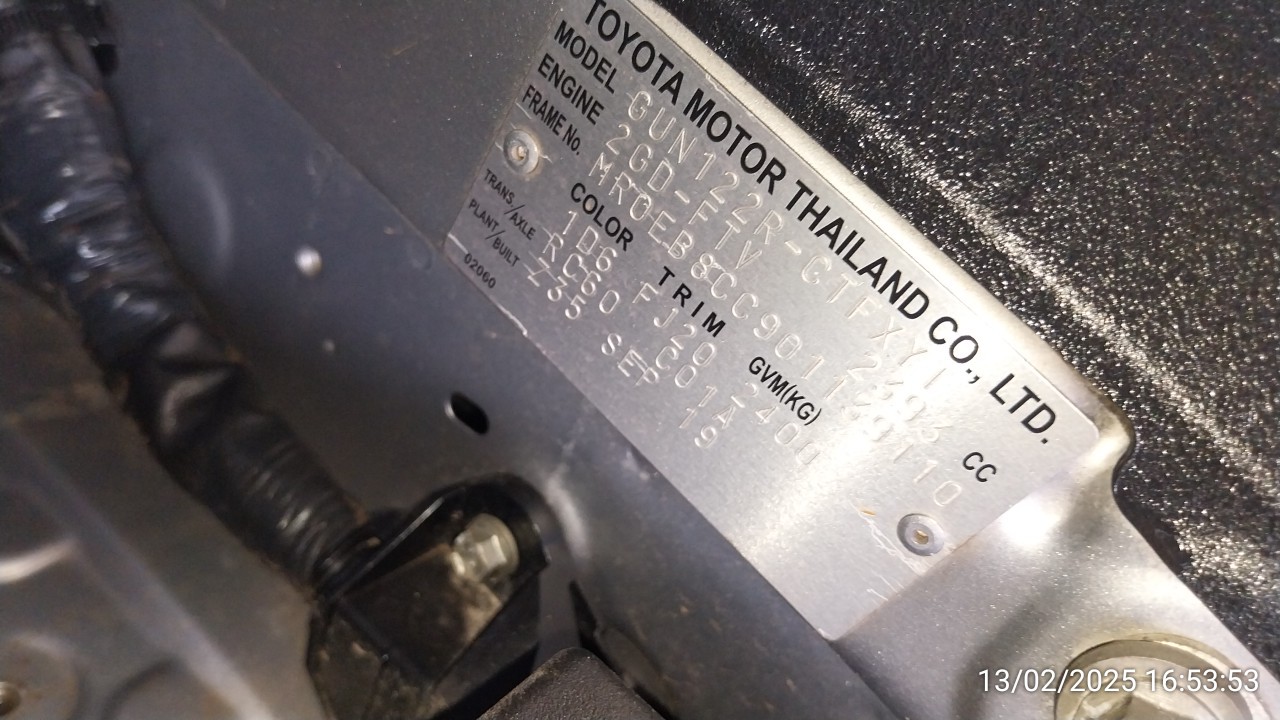 TOYOTA MOTOR THAILAND CO., LTD.
MODEL GUN122R-CTFXYT
ENGINE 2GD-FTV 2393 CC
FRAME No. MR0EB8CC901139110
COLOR TRIM GVM(KG)
1D6 FJ20 2400
TRANS/AXLE RC60 C01A
PLANT/BUILT Z35 SEP 19
02060
13/02/2025 16:53:53